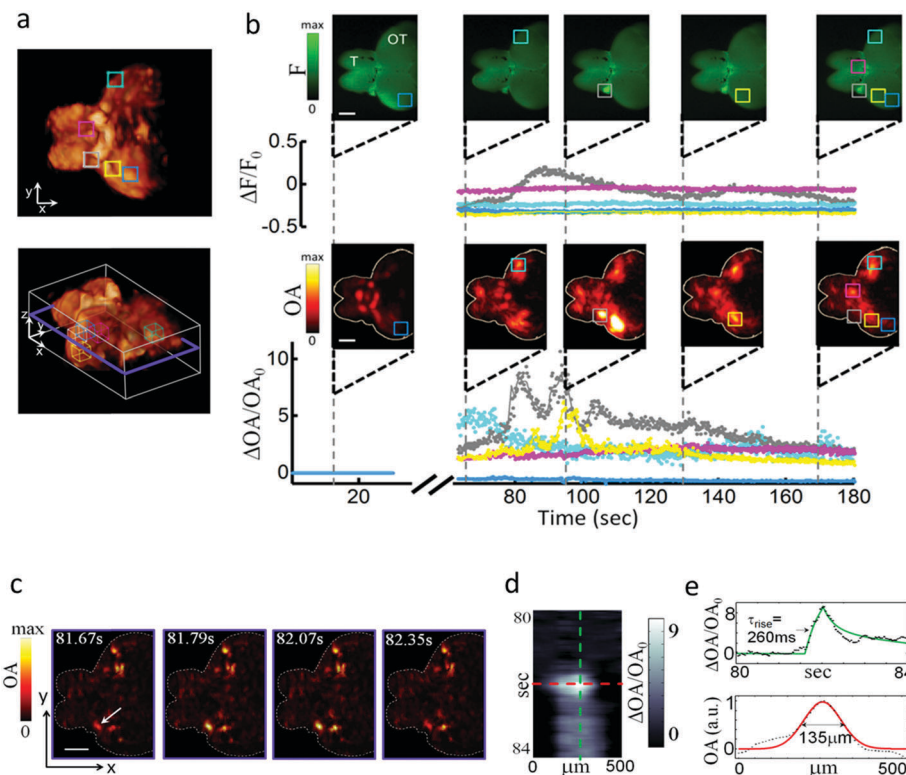 a
b
y
x
z
y
x
max
F
0
OT
T
0.5
0
-0.5
ΔF/F0
max
OA
0
10
5
0
ΔOA/OA0
20
80
100
120
140
160
180
Time (sec)
c
max
OA
0
y
x
81.67s
81.79s
82.07s
82.35s
d
80
sec
84
0
μm
500
9
0
ΔOA/OA0
e
8
0
ΔOA/OA0
τrise=
260ms
80
sec
84
1
0
OA (a.u.)
135μm
0
μm
500